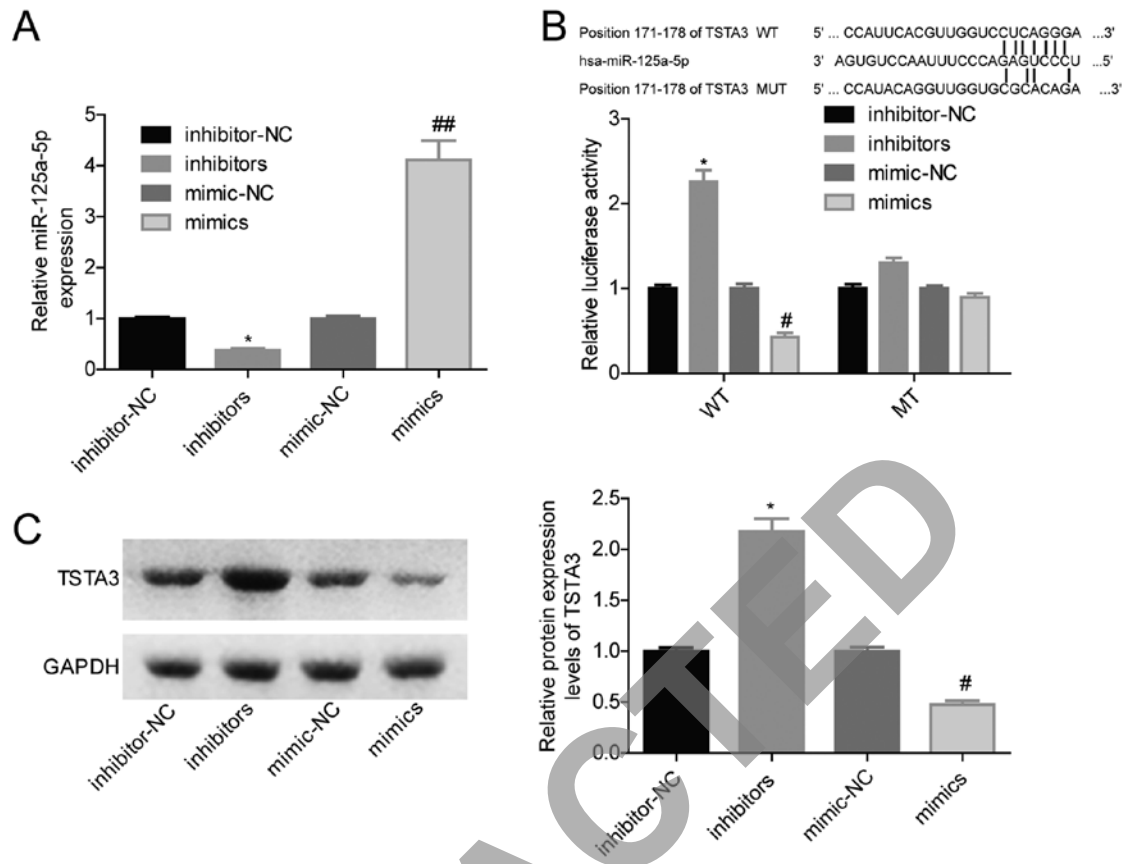 A
Relative miR-125a-5p
expression
5
4
3
2
1
0
inhibitor-NC
inhibitors
mimic-NC
mimics
*
##
inhibitor-NC
inhibitors
mimic-NC
mimics
B
Position 171-178 of TSTA3 WT 5' ... CCAUUCACGUUGGUCCUCAGGGA ...3'
hsa-miR-125a-5p 3' AGUGUCCAAUUUCCCAGAGUCCCU ...5'
Position 171-178 of TSTA3 MUT 5' ... CCAUACAGGUUGGUGCGCACAGA ...3'
Relative luciferase activity
3
2
1
0
inhibitor-NC
inhibitors
mimic-NC
mimics
*
#
WT
MT
C
TSTA3
GAPDH
inhibitor-NC
inhibitors
mimic-NC
mimics
Relative protein expression
levels of TSTA3
2.5
2.0
1.5
1.0
0.5
0.0
*
#
inhibitor-NC
inhibitors
mimic-NC
mimics
ACTED